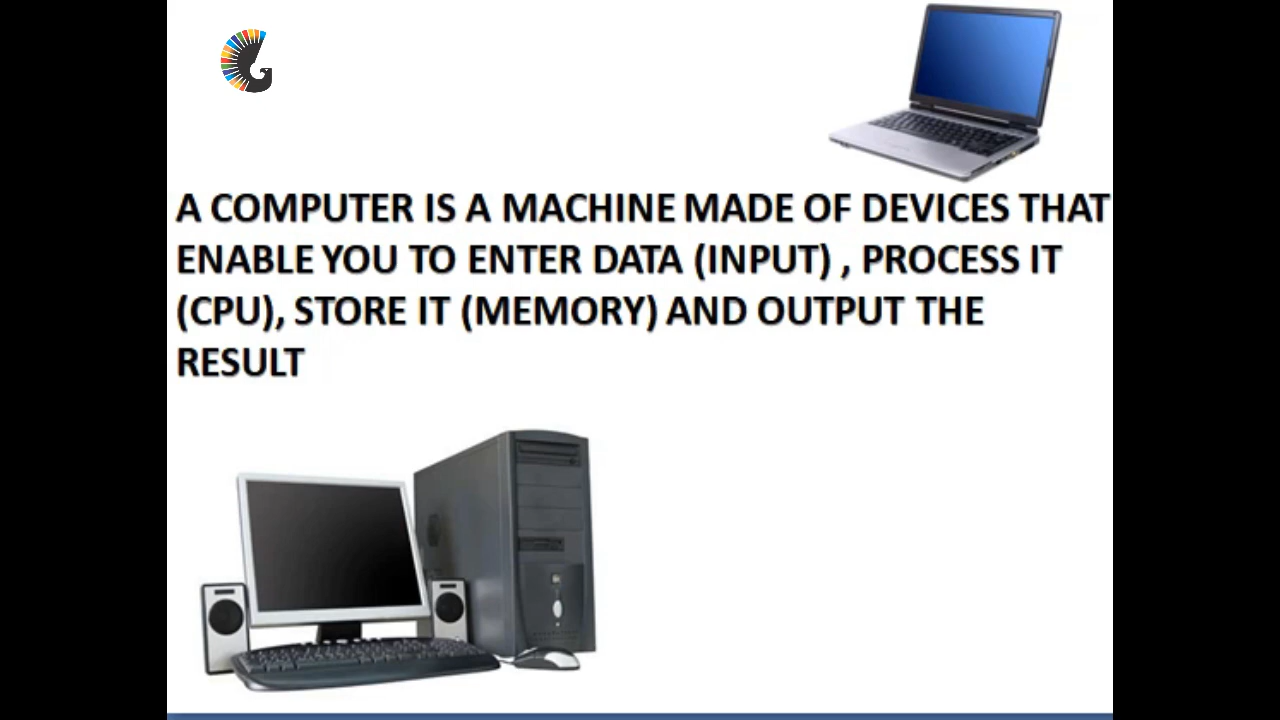 A COMPUTER IS A MACHINE MADE OF DEVICES THAT
ENABLE YOU TO ENTER DATA (INPUT) , PROCESS IT
(CPU), STORE IT (MEMORY) AND OUTPUT THE
RESULT